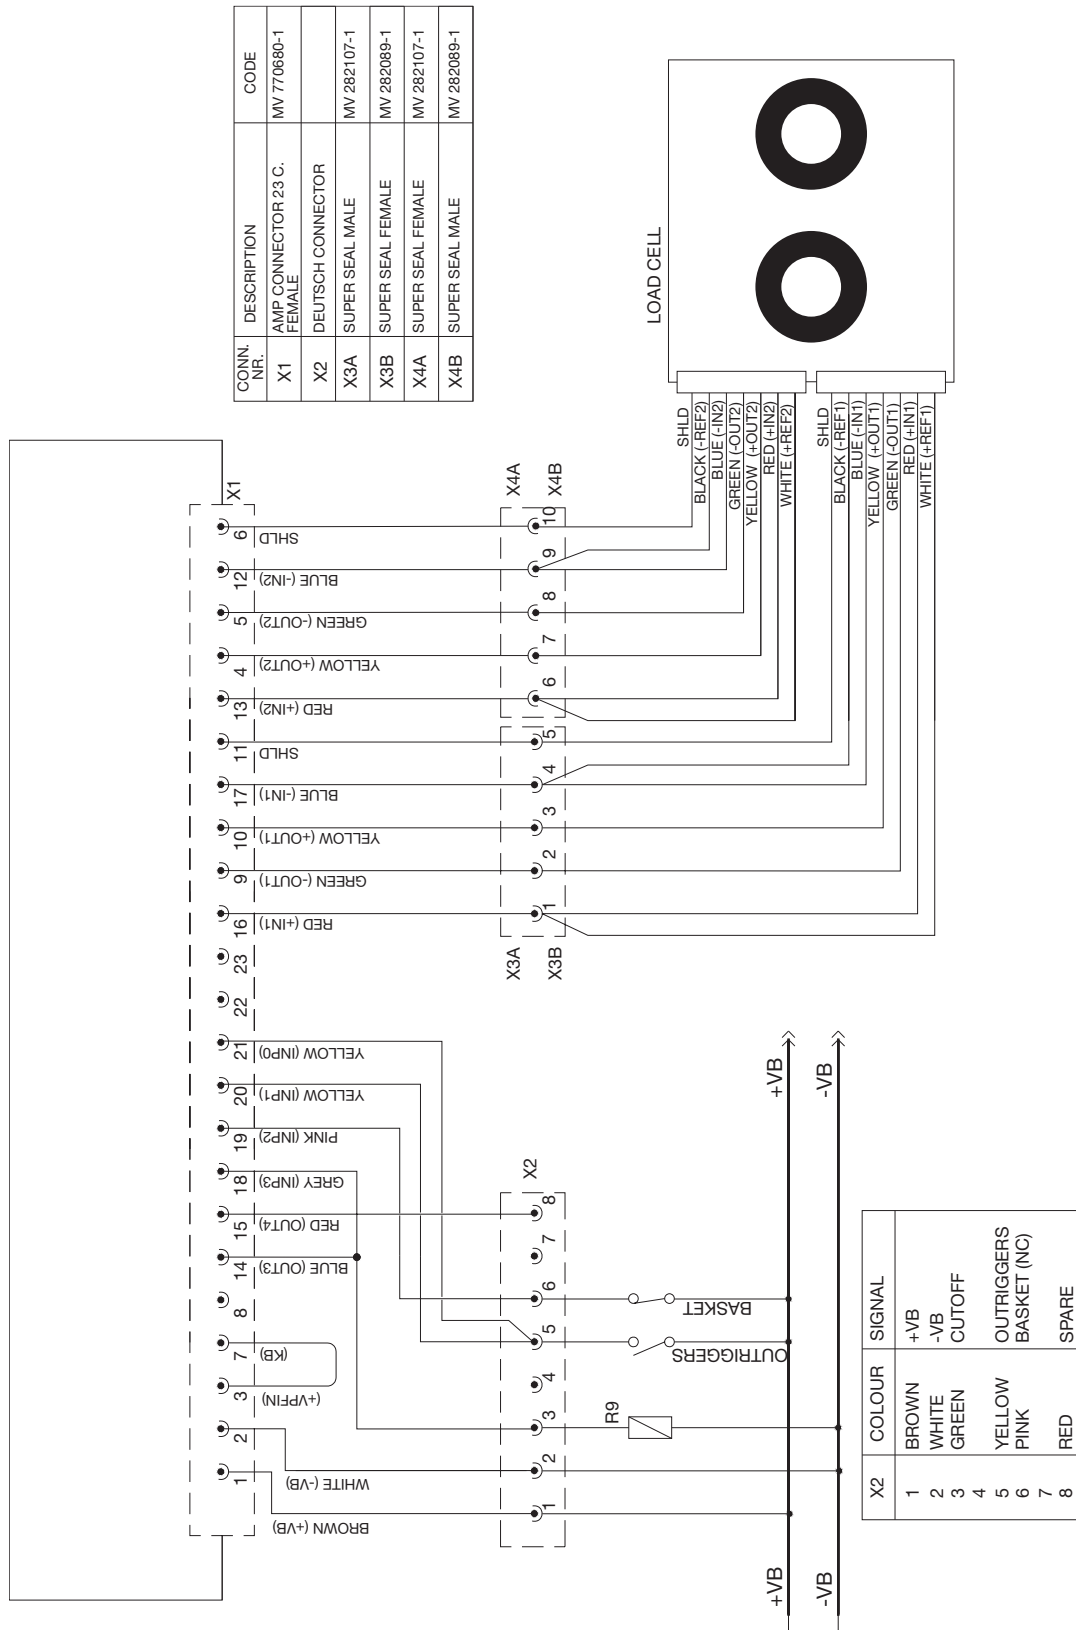 CONN. NR. DESCRIPTION CODE
X1 AMP CONNECTOR 23 C. FEMALE MV 770680-1
X2 DEUTSCH CONNECTOR
X3A SUPER SEAL MALE MV 282107-1
X3B SUPER SEAL FEMALE MV 282089-1
X4A SUPER SEAL FEMALE MV 282107-1
X4B SUPER SEAL MALE MV 282089-1
X1
1 2 3 7 8 14 15 18 19 20 21 22 23 16 9 10 17 11 13 4 5 12 6
BROWN (+VB)
WHITE (-VB)
(+VPFIN)
(KB)
BLUE (OUT3)
RED (OUT4)
GREY (INP3)
PINK (INP2)
YELLOW (INP1)
YELLOW (INP0)
RED (+IN1)
GREEN (-OUT1)
YELLOW (+OUT1)
BLUE (-IN1)
SHLD
RED (+IN2)
YELLOW (+OUT2)
GREEN (-OUT2)
BLUE (-IN2)
SHLD
X2
1 2 3 4 5 6 7 8
X3A
X3B
1 2 3 4 5
X4A
X4B
6 7 8 9 10
LOAD CELL
SHLD
BLACK (-REF2)
BLUE (-IN2)
GREEN (-OUT2)
YELLOW (+OUT2)
RED (+IN2)
WHITE (+REF2)
SHLD
BLACK (-REF1)
BLUE (-IN1)
YELLOW (+OUT1)
GREEN (-OUT1)
RED (+IN1)
WHITE (+REF1)
R9
OUTRIGGERS
BASKET
+VB +VB
-VB -VB
X2 COLOUR SIGNAL
1 BROWN +VB
2 WHITE -VB
3 GREEN CUTOFF
4
5 YELLOW OUTRIGGERS
6 PINK BASKET (NC)
7
8 RED SPARE